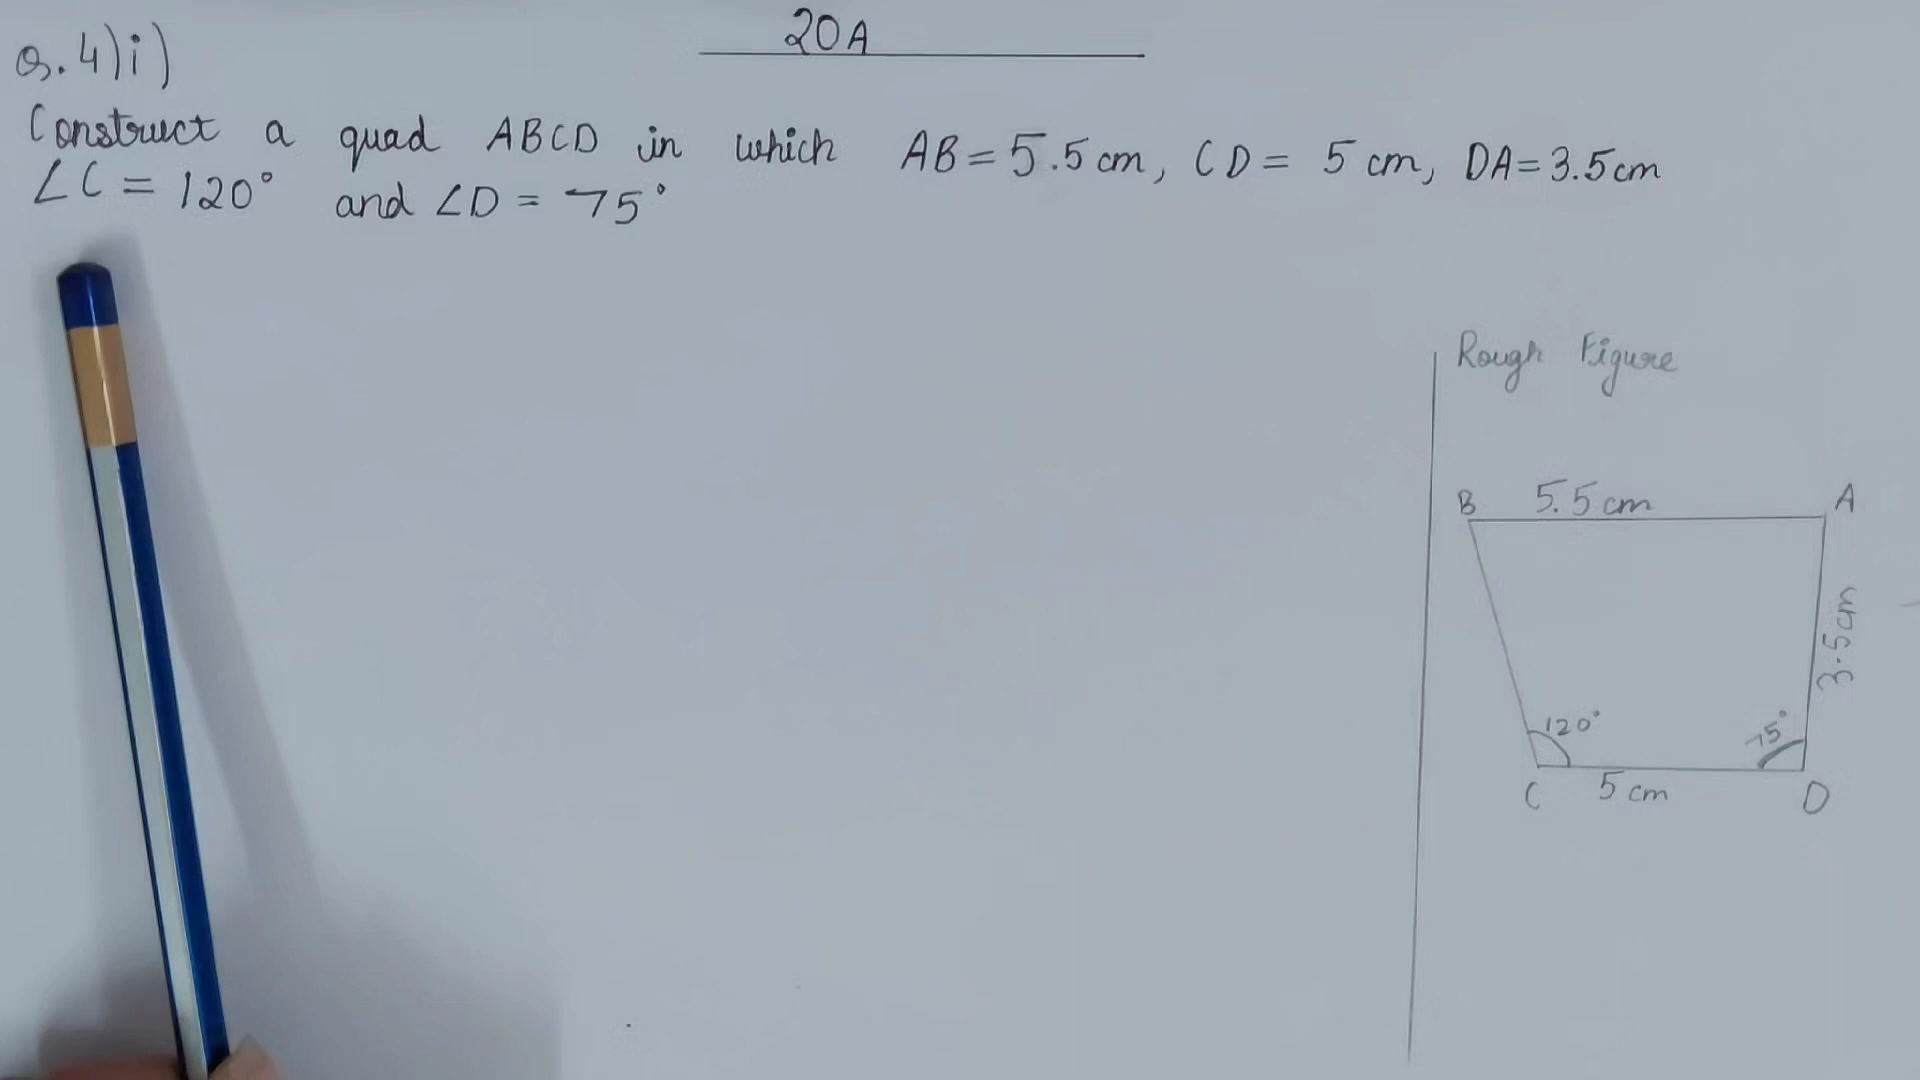 20A
Q. 4) i)
Construct a quad ABCD in which AB = 5.5 cm, CD = 5 cm, DA = 3.5 cm
∠C = 120° and ∠D = 75°
Rough Figure
B 5.5 cm A
3.5 cm
120° 75°
C 5 cm D